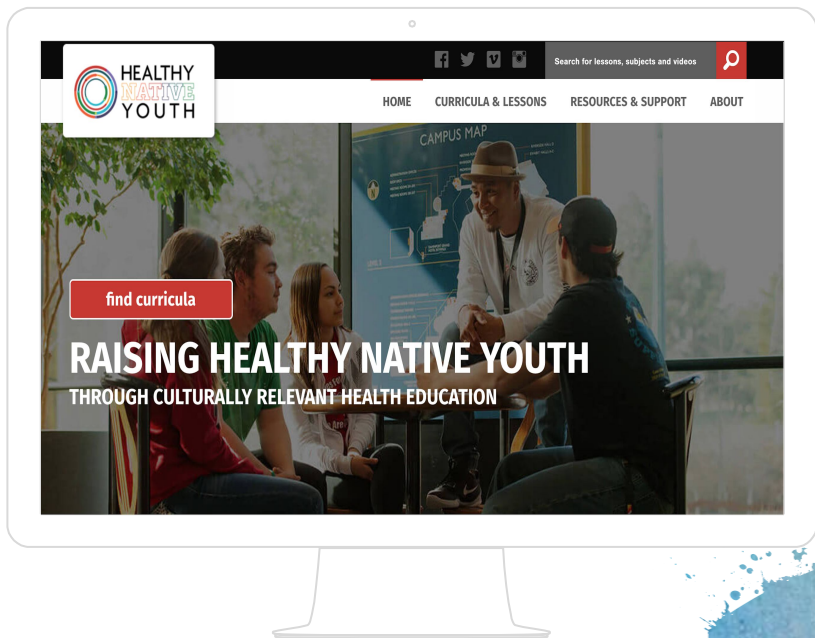 HEALTHY
NATIVE
YOUTH
Search for lessons, subjects and videos
HOME CURRICULA & LESSONS RESOURCES & SUPPORT ABOUT
CAMPUS MAP
find curricula
RAISING HEALTHY NATIVE YOUTH
THROUGH CULTURALLY RELEVANT HEALTH EDUCATION